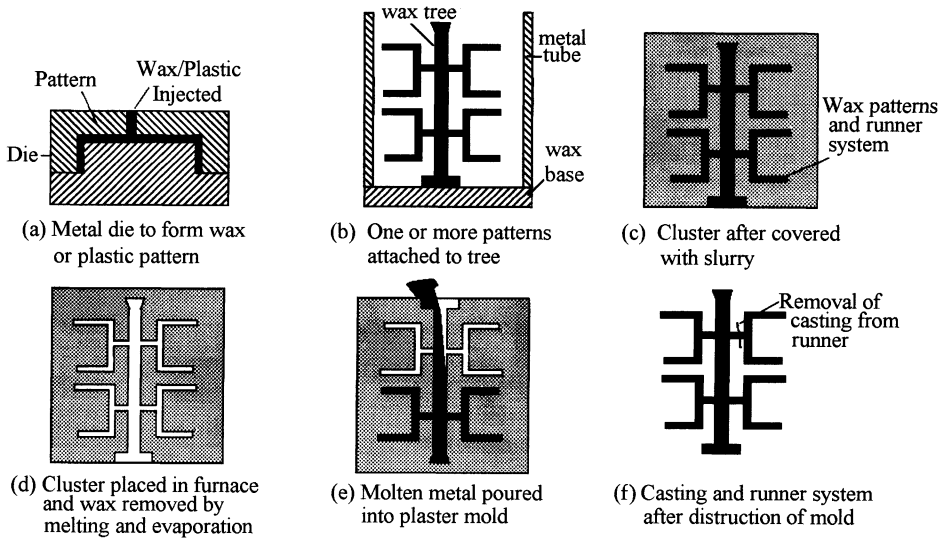 Pattern
Wax/Plastic
Injected
Die
(a) Metal die to form wax
or plastic pattern
wax tree
metal
tube
wax
base
(b) One or more patterns
attached to tree
Wax patterns
and runner
system
(c) Cluster after covered
with slurry
(d) Cluster placed in furnace
and wax removed by
melting and evaporation
(e) Molten metal poured
into plaster mold
Removal of
casting from
runner
(f) Casting and runner system
after distruction of mold